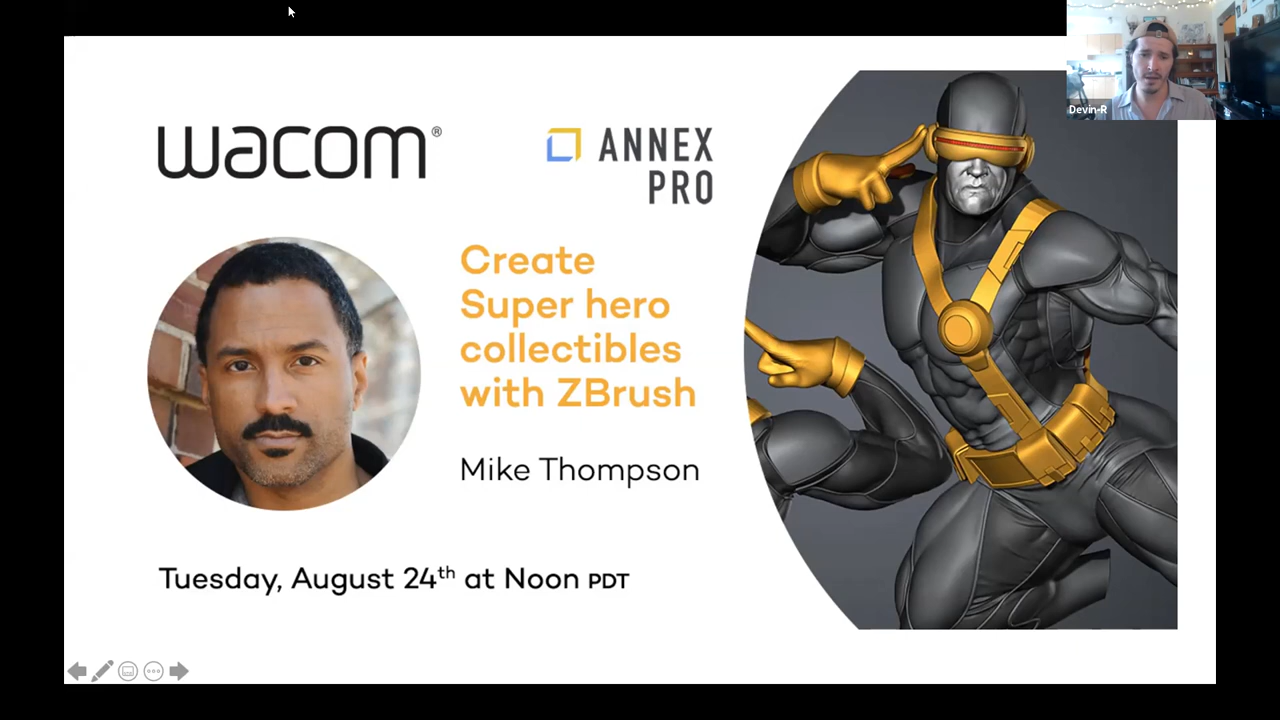 wacom®
ANNEX
PRO
Create
Super hero
collectibles
with ZBrush
Mike Thompson
Tuesday, August 24th at Noon PDT
Devin-R